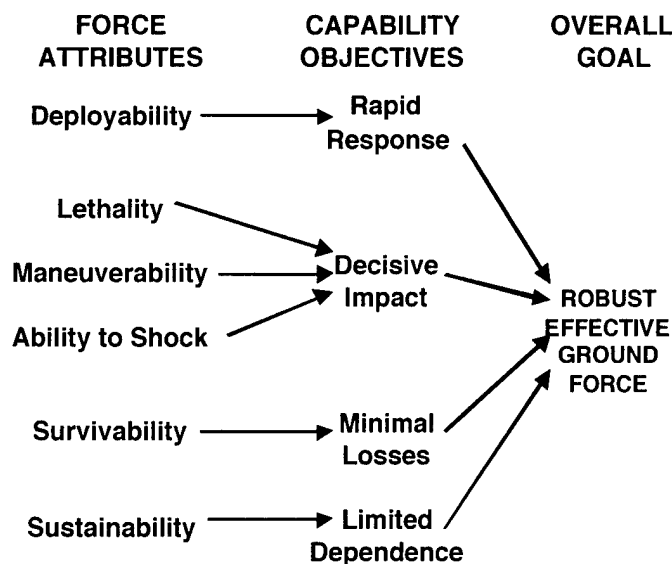 FORCE
ATTRIBUTES
CAPABILITY
OBJECTIVES
OVERALL
GOAL
Deployability
Rapid
Response
Lethality
Maneuverability
Ability to Shock
Decisive
Impact
ROBUST
EFFECTIVE
GROUND
FORCE
Survivability
Minimal
Losses
Sustainability
Limited
Dependence